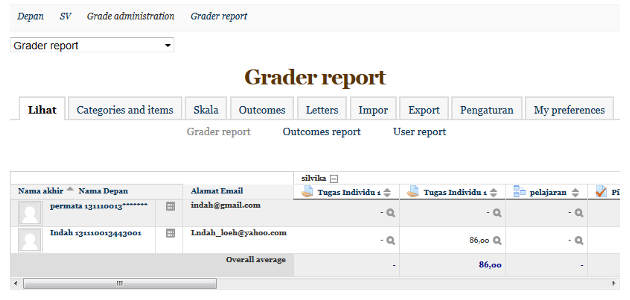 Depan SV Grade administration Grader report
Grader report
Grader report
Lihat Categories and items Skala Outcomes Letters Impor Export Pengaturan My preferences
Grader report Outcomes report User report
silvika
Nama akhir Nama Depan Alamat Email Tugas Individu 1 Tugas Individu 1 pelajaran Pi
permata 131110013******* indah@gmail.com - - -
Indah 131110013443001 Lndah_loeh@yahoo.com - 86,00 -
Overall average - 86,00 -